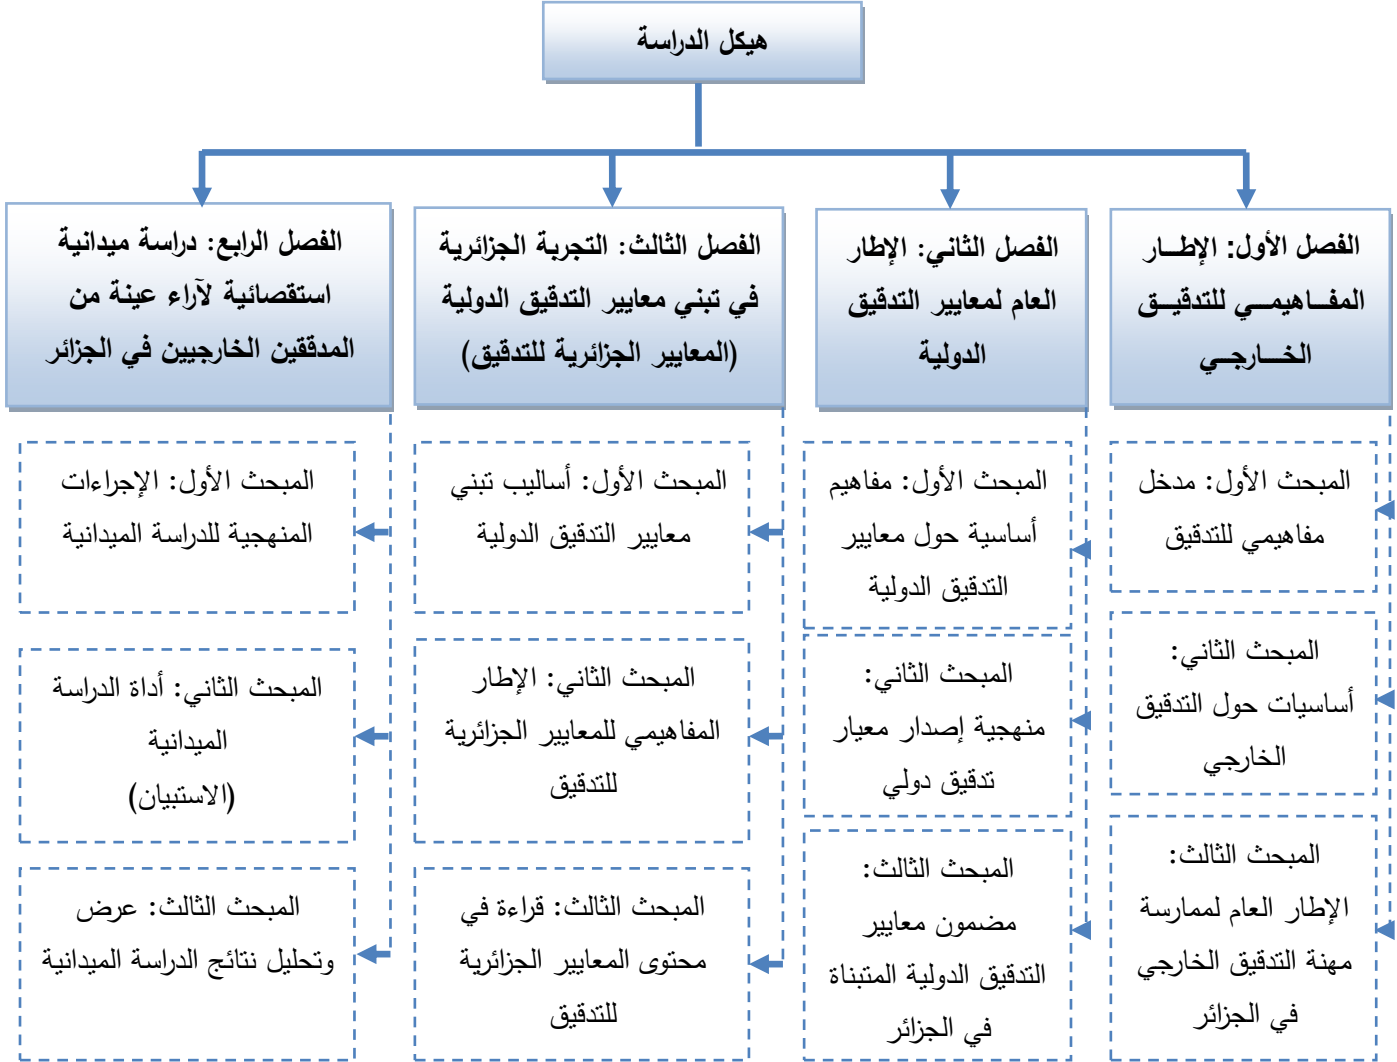 هيكل الدراسة
الفصل الأول: الإطــار
المفــاهيمــي للتدقيــق
الخــــارجــي
المبحث الأول: مدخل
مفاهيمي للتدقيق
المبحث الثاني:
أساسيات حول التدقيق
الخارجي
المبحث الثالث:
الإطار العام لممارسة
مهنة التدقيق الخارجي
في الجزائر
الفصل الثاني: الإطار
العام لمعايير التدقيق
الدولية
المبحث الأول: مفاهيم
أساسية حول معايير
التدقيق الدولية
المبحث الثاني:
منهجية إصدار معيار
تدقيق دولي
المبحث الثالث:
مضمون معايير
التدقيق الدولية المتبناة
في الجزائر
الفصل الثالث: التجربة الجزائرية
في تبني معايير التدقيق الدولية
(المعايير الجزائرية للتدقيق)
المبحث الأول: أساليب تبني
معايير التدقيق الدولية
المبحث الثاني: الإطار
المفاهيمي للمعايير الجزائرية
للتدقيق
المبحث الثالث: قراءة في
محتوى المعايير الجزائرية
للتدقيق
الفصل الرابع: دراسة ميدانية
استقصائية لآراء عينة من
المدققين الخارجيين في الجزائر
المبحث الأول: الإجراءات
المنهجية للدراسة الميدانية
المبحث الثاني: أداة الدراسة
الميدانية
(الاستبيان)
المبحث الثالث: عرض
وتحليل نتائج الدراسة الميدانية